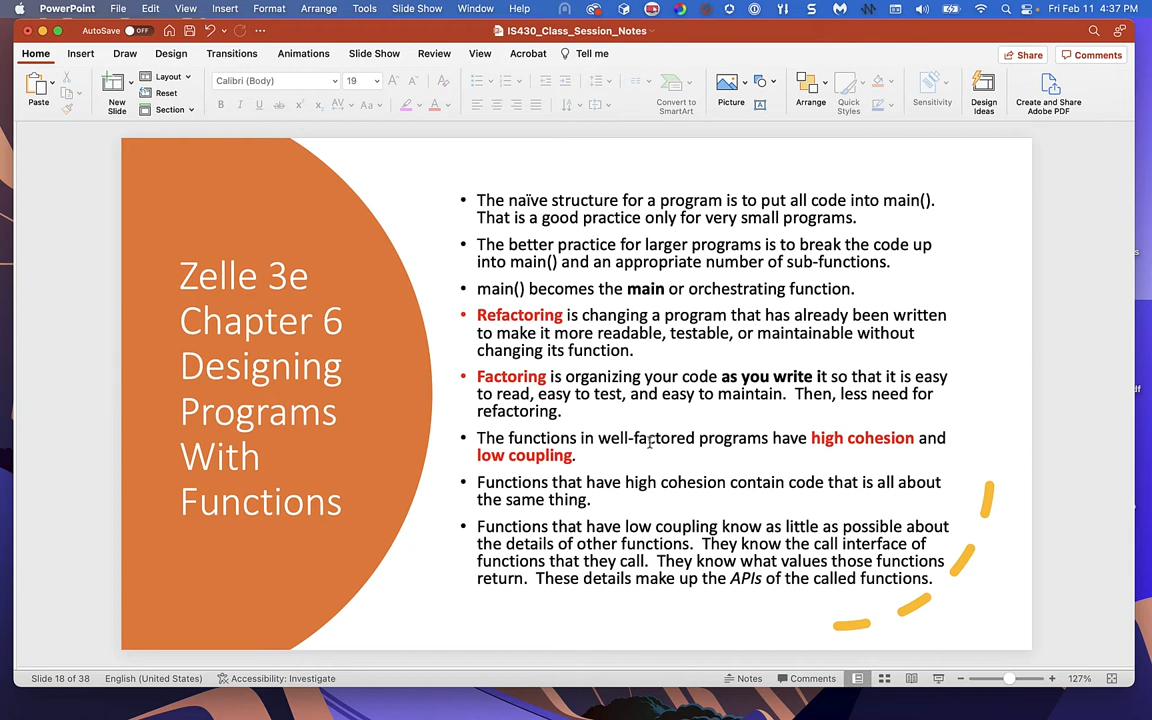 PowerPoint File Edit View Insert Format Arrange Tools Slide Show Window Help Fri Feb 11 4:37 PM
AutoSave OFF IS430_Class_Session_Notes
Home Insert Draw Design Transitions Animations Slide Show Review View Acrobat Tell me Share Comments
Paste
New Slide
Layout
Reset
Section
Calibri (Body) 19
Convert to SmartArt
Picture
Arrange
Quick Styles
Sensitivity
Design Ideas
Create and Share Adobe PDF
Zelle 3e
Chapter 6
Designing
Programs
With
Functions
• The naïve structure for a program is to put all code into main().
That is a good practice only for very small programs.
• The better practice for larger programs is to break the code up
into main() and an appropriate number of sub-functions.
• main() becomes the main or orchestrating function.
• Refactoring is changing a program that has already been written
to make it more readable, testable, or maintainable without
changing its function.
• Factoring is organizing your code as you write it so that it is easy
to read, easy to test, and easy to maintain. Then, less need for
refactoring.
• The functions in well-factored programs have high cohesion and
low coupling.
• Functions that have high cohesion contain code that is all about
the same thing.
• Functions that have low coupling know as little as possible about
the details of other functions. They know the call interface of
functions that they call. They know what values those functions
return. These details make up the APIs of the called functions.
Slide 18 of 38 English (United States) Accessibility: Investigate Notes Comments 127%